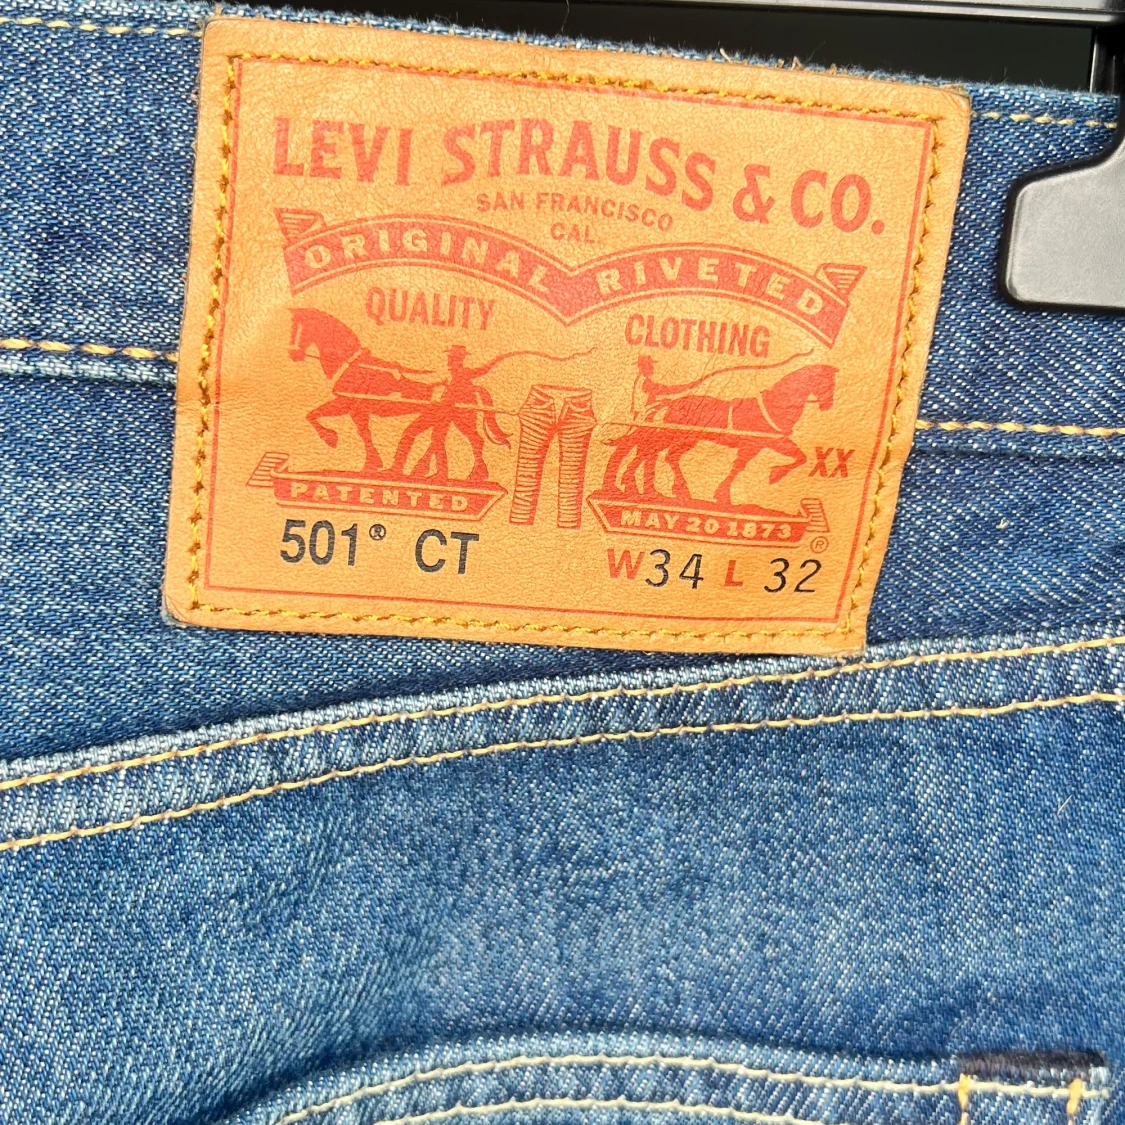 LEVI STRAUSS & CO.
SAN FRANCISCO
CAL.
ORIGINAL RIVETED
QUALITY CLOTHING
XX
PATENTED MAY 20 1873 ®
501® CT W34 L 32